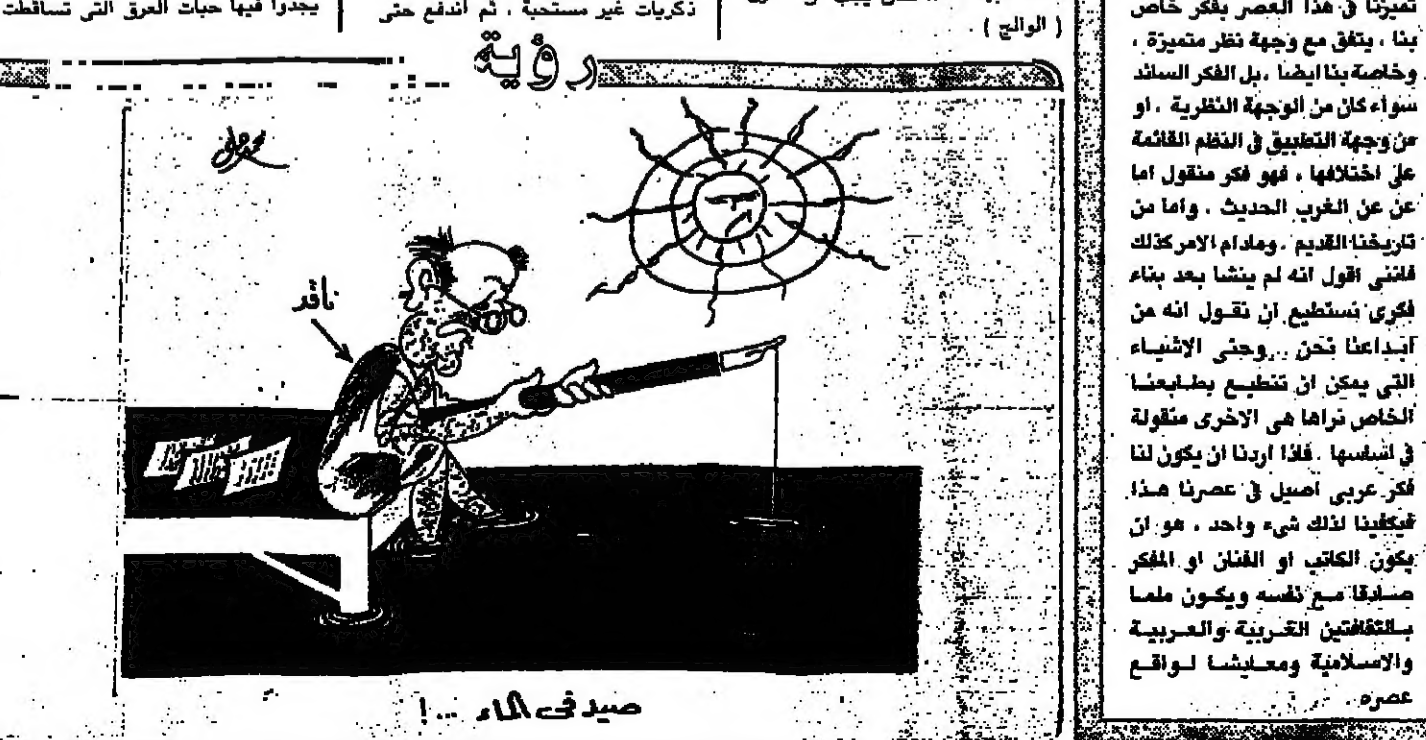 تميزنا في هذا العصر بفكر خاص
بنا ، يتفق مع وجهة نظر متميزة ،
وخاصة بنا ايضا ، بل الفكر السائد
سواء كان من الوجهة النظرية ، او
من وجهة التطبيق في النظم القائمة
على اختلافها ، فهو فكر منقول اما
عن عن الغرب الحديث . واما من
تاريخنا القديم . ومادام الامر كذلك
فانني اقول انه لم ينشا بعد بناء
فكرى نستطيع ان نقول انه من
ابداعنا نحن .. وحتى الاشياء
التي يمكن ان تنطبع بطابعنا
الخاص نراها هى الاخرى منقولة
في اساسها . فاذا اردنا ان يكون لنا
فكر عربى اصيل في عصرنا هذا
فيكفينا لذلك شيء واحد ، هو ان
يكون الكاتب او الفنان او المفكر
صادقا مع نفسه ويكون ملما
بالثقافتين الغربية والعربية
والاسلامية ومعايشا لواقع
عصره .
( الوالج ) .
ذكريات غير مستحبة ، ثم اندفع حتى
يجدوا فيها حبات العرق التى تساقطت
رؤية
ناقد
صيد في الماء ...!